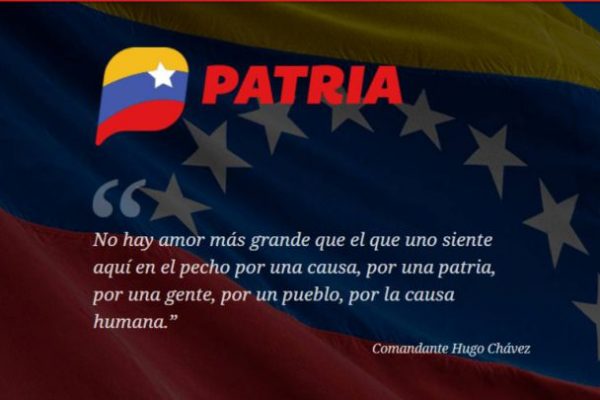 PATRIA
“
No hay amor más grande que el que uno siente
aquí en el pecho por una causa, por una patria,
por una gente, por un pueblo, por la causa
humana.”
Comandante Hugo Chávez